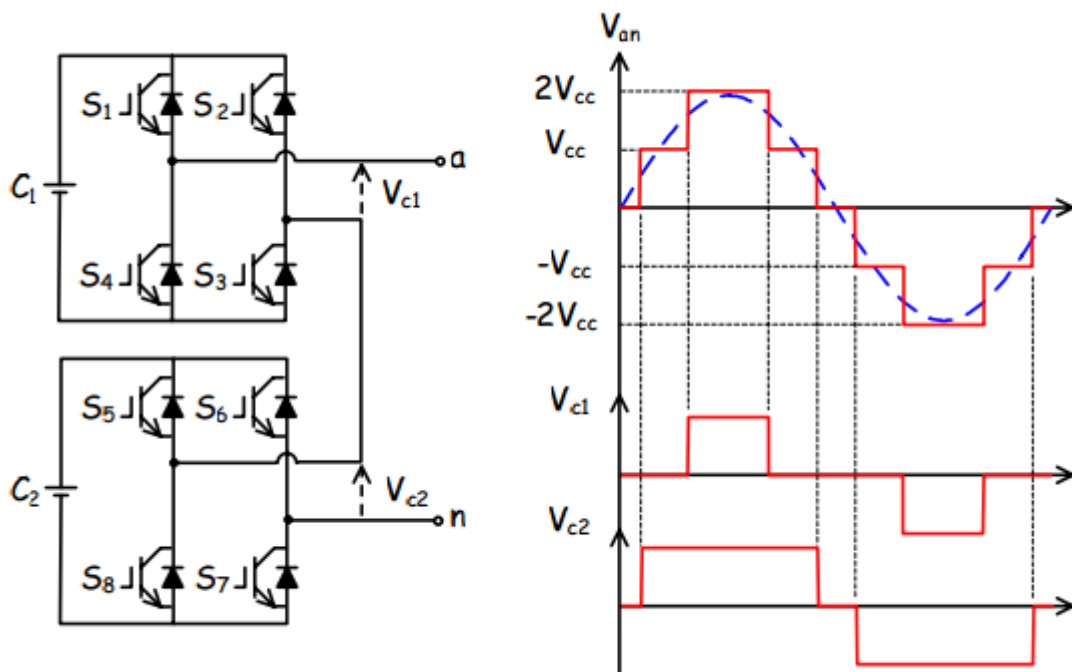 S₁
S₂
C₁
S₄
S₃
a
V_c1
S₅
S₆
C₂
S₈
S₇
V_c2
n
V_an
2V_cc
V_cc
-V_cc
-2V_cc
V_c1
V_c2